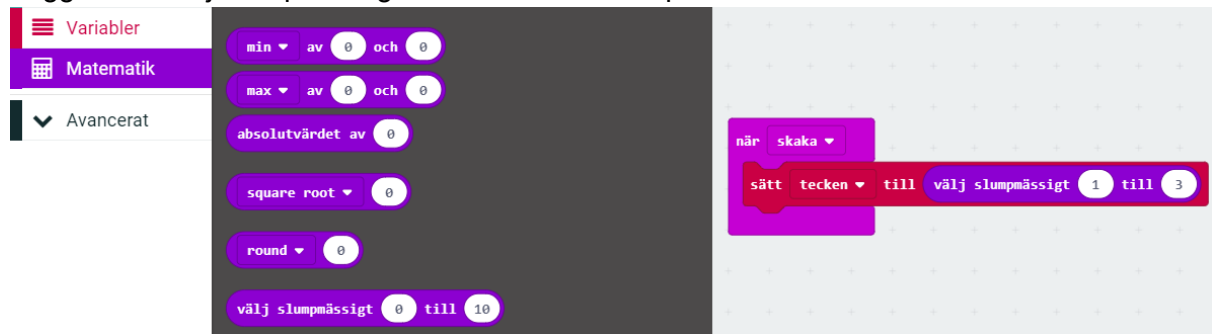 Variabler
Matematik
Avancerat
min av 0 och 0
max av 0 och 0
absolutvärdet av 0
square root 0
round 0
välj slumpmässigt 0 till 10
när skaka
sätt tecken till välj slumpmässigt 1 till 3